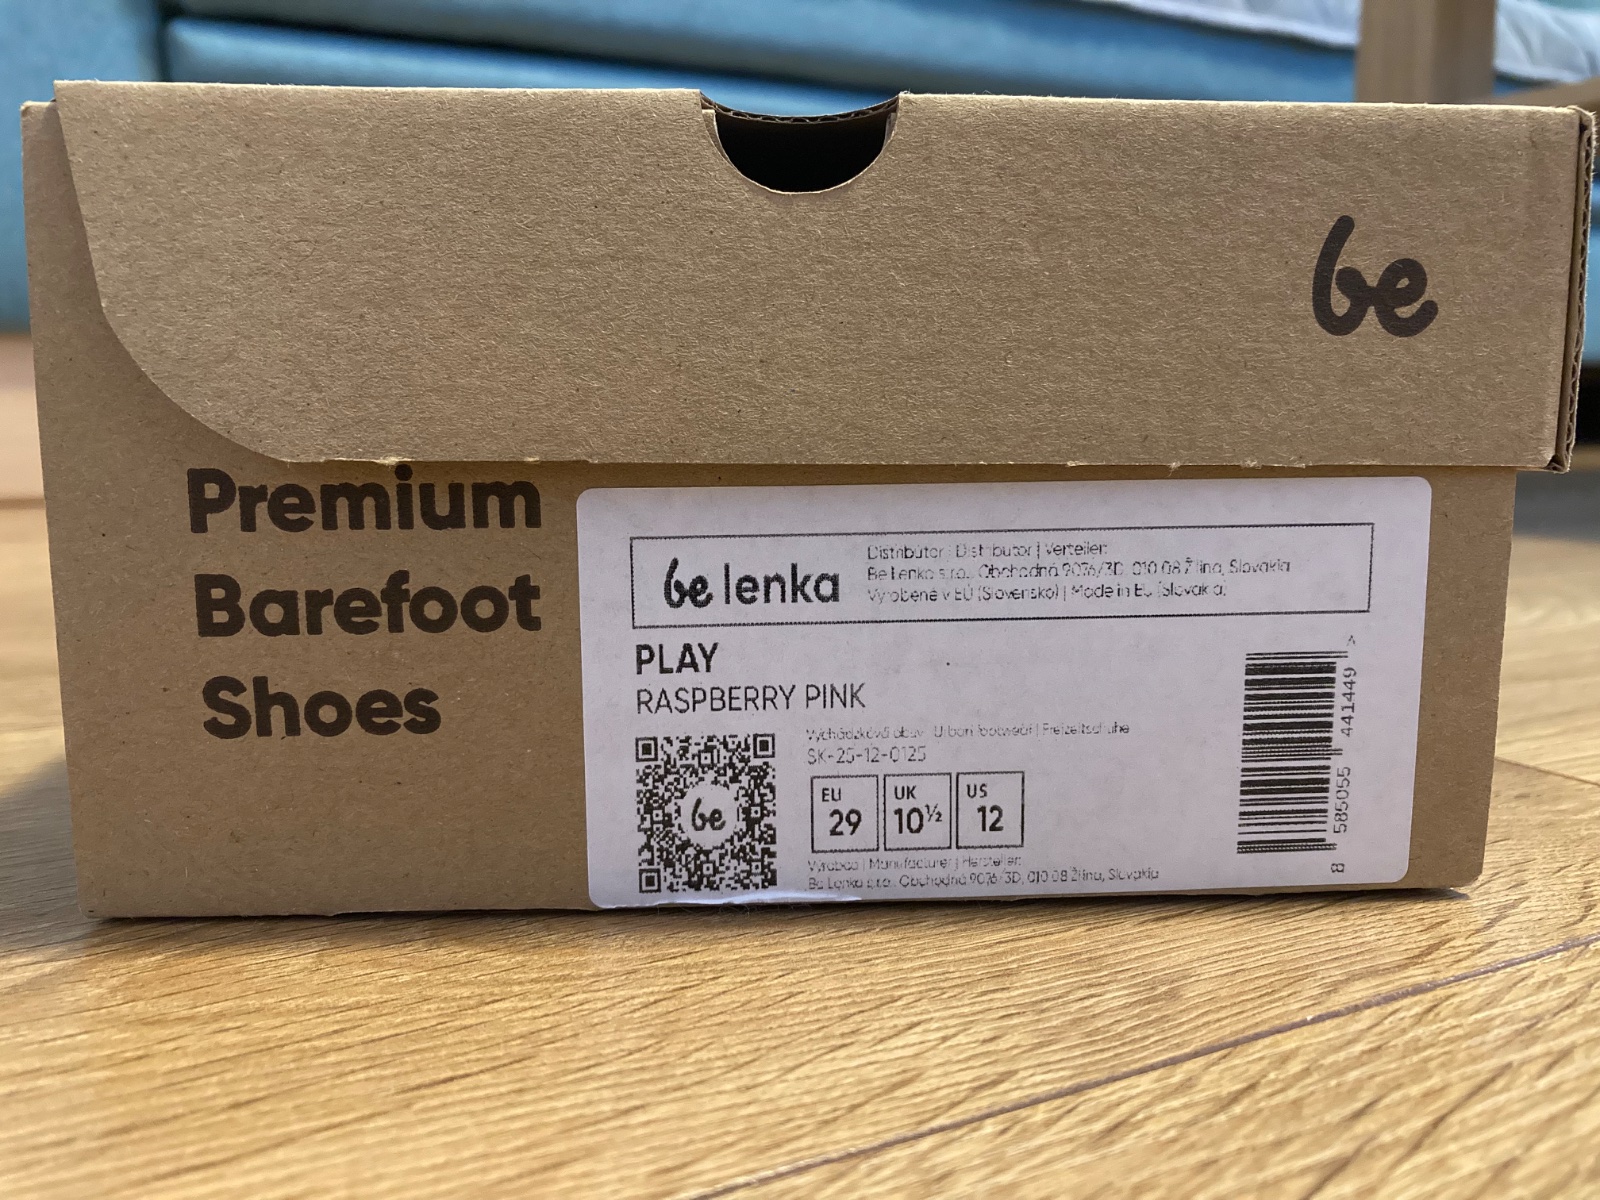 be
Premium
Barefoot
Shoes
be lenka
Distribútor | Distributor | Verteiler:
Be Lenka s.r.o., Obchodná 9076/3D, 010 08 Žilina, Slovakia
Vyrobené v EÚ (Slovensko) | Made in EU (Slovakia)
PLAY
RASPBERRY PINK
Vychádzková obuv | Urban footwear | Freizeitschuhe
SK-25-12-0125
be
EU
29
UK
10½
US
12
Výrobca | Manufacturer | Hersteller:
Be Lenka s.r.o., Obchodná 9076/3D, 010 08 Žilina, Slovakia
8 585055 441449 >